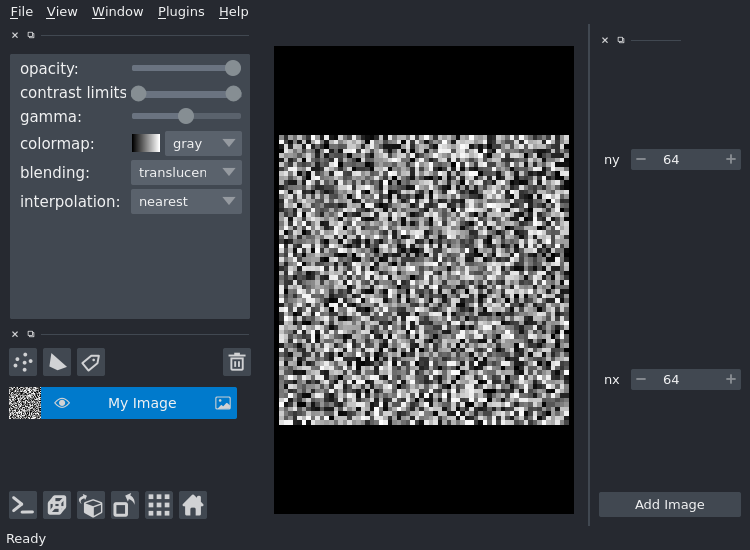 File View Window Plugins Help
opacity:
contrast limits
gamma:
colormap: gray
blending: translucen
interpolation: nearest
My Image
ny 64
nx 64
Add Image
Ready